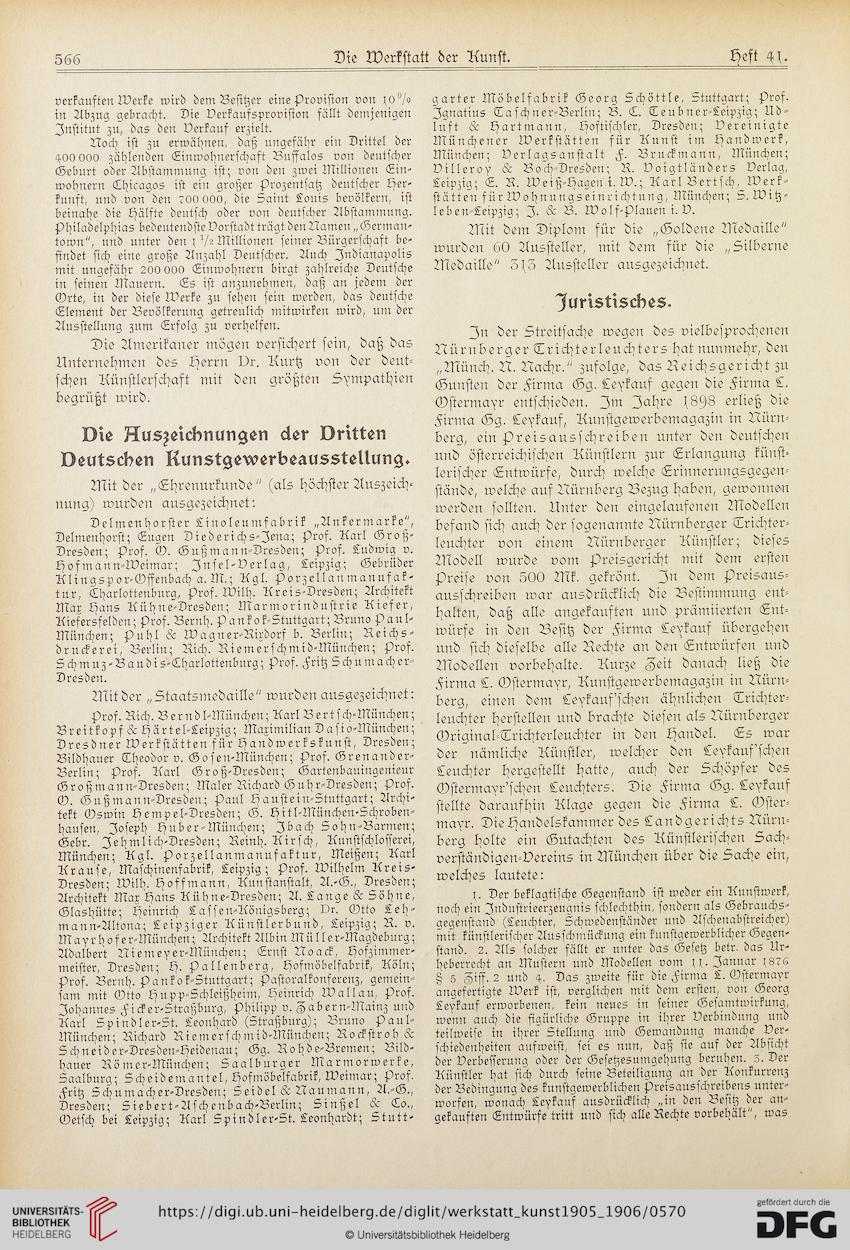 566
Die Werkstatt der Kunst.
Heft 41.
verkauften Werke wird dem Besitzer eine Provision von 10%
in Abzug gebracht. Die Verkaufsprovision fällt demjenigen
Institut zu, das den Verkauf erzielt.
Noch ist zu erwähnen, daß ungefähr ein Drittel der
400 000 zählenden Einwohnerschaft Buffalos von deutscher
Geburt oder Abstammung ist; von den zwei Millionen Ein-
wohnern Chicagos ist ein großer Prozentsatz deutscher Her-
kunft, und von den 700 000, die Saint Louis bevölkern, ist
beinahe die Hälfte deutsch oder von deutscher Abstammung.
Philadelphias bedeutendste Vorstadt trägt den Namen „German-
town“, und unter den 1 1/2 Millionen seiner Bürgerschaft be-
findet sich eine große Anzahl Deutscher. Auch Indianapolis
mit ungefähr 200 000 Einwohnern birgt zahlreiche Deutsche
in seinen Mauern. Es ist anzunehmen, daß an jedem der
Orte, in der diese Werke zu sehen sein werden, das deutsche
Element der Bevölkerung getreulich mitwirken wird, um der
Ausstellung zum Erfolg zu verhelfen.
Die Amerikaner mögen versichert sein, daß das
Unternehmen des Herrn Dr. Kurtz von der deut-
schen Künstlerschaft mit den größten Sympathien
begrüßt wird.
Die Auszeichnungen der Dritten
Deutschen Kunstgewerbeausstellung.
Mit der „Ehrenurkunde“ (als höchster Auszeich-
nung) wurden ausgezeichnet:
Delmenhorster Linoleumfabrik „Ankermarke“,
Delmenhorst; Eugen Diederichs-Jena; Prof. Karl Groß-
Dresden; Prof. O. Gußmann-Dresden; Prof. Ludwig v.
Hofmann-Weimar; Insel-Verlag, Leipzig; Gebrüder
Klingspor-Offenbach a. M.; Kgl. Porzellanmanufak-
tur, Charlottenburg, Prof. Wilh. Kreis-Dresden; Architekt
Max Hans Kühne-Dresden; Marmorindustrie Kiefer,
Kiefersfelden; Prof. Bernh. Pankok-Stuttgart; Bruno Paul-
München; Puhl & Wagner-Rixdorf b. Berlin; Reichs-
druckerei, Berlin; Rich. Riemerschmid-München; Prof.
Schmuz-Baudis-Charlottenburg; Prof. Fritz Schumacher-
Dresden.
Mit der „Staatsmedaille“ wurden ausgezeichnet:
Prof. Rich. Berndl-München; Karl Bertsch-München;
Breitkopf & Härtel-Leipzig; Maximilian Dasio-München;
Dresdner Werkstätten für Handwerkskunst, Dresden;
Bildhauer Theodor v. Gosen-München; Prof. Grenander-
Berlin; Prof. Karl Groß-Dresden; Gartenbauingenieur
Großmann-Dresden; Maler Richard Guhr-Dresden; Prof.
O. Gußmann-Dresden; Paul Haustein-Stuttgart; Archi-
tekt Oswin Hempel-Dresden; G. Hitl-München-Schroben-
hausen, Joseph Huber-München; Ibach Sohn-Barmen;
Gebr. Jehmlich-Dresden; Reinh. Kirsch, Kunstschlosserei,
München; Kgl. Porzellanmanufaktur, Meißen; Karl
Krause, Maschinenfabrik, Leipzig; Prof. Wilhelm Kreis-
Dresden; Wilh. Hoffmann, Kunstanstalt, A.-G., Dresden;
Architekt Max Hans Kühne-Dresden; A. Lange & Söhne,
Glashütte; Heinrich Lassen-Königsberg; Dr. Otto Leh-
mann-Altona; Leipziger Künstlerbund, Leipzig; R. v.
Mayrhofer-München; Architekt Albin Müller-Magdeburg;
Adalbert Niemeyer-München; Ernst Noack, Hofzimmer-
meister, Dresden; H. Pallenberg, Hofmöbelfabrik, Köln;
Prof. Bernh. Pankok-Stuttgart; Pastoralkonferenz, gemein-
sam mit Otto Hupp-Schleißheim, Heinrich Wallau, Prof.
Johannes Ficker-Straßburg, Philipp v. Zabern-Mainz und
Karl Spindler-St. Leonhard (Straßburg); Bruno Paul-
München; Richard Riemerschmid-München; Rockstroh &
Schneider-Dresden-Heidenau; Gg. Rohde-Bremen; Bild-
hauer Römer-München; Saalburger Marmorwerke,
Saalburg; Scheidemantel, Hofmöbelfabrik, Weimar; Prof.
Fritz Schumacher-Dresden; Seidel & Naumann, A.-G.,
Dresden; Siebert-Aschenbach-Berlin; Sinßel & Co.,
Oetsch bei Leipzig; Karl Spindler-St. Leonhardt; Stutt-
garter Möbelfabrik Georg Schöttle, Stuttgart; Prof.
Ignatius Taschner-Berlin; B. C. Teubner-Leipzig; Ud-
luft & Hartmann, Hoftischler, Dresden; Vereinigte
Münchener Werkstätten für Kunst im Handwerk,
München; Verlagsanstalt F. Bruckmann, München;
Villeroy & Boch-Dresden; R. Voigtländers Verlag,
Leipzig; E. R. Weiß-Hagen i. W.; Karl Bertsch, Werk-
stätten für Wohnungseinrichtung, München; S. Witz-
leben-Leipzig; J. & B. Wolf-Plauen i. V.
Mit dem Diplom für die „Goldene Medaille“
wurden 60 Aussteller, mit dem für die „Silberne
Medaille“ 313 Aussteller ausgezeichnet.
Juristisches.
In der Streitsache wegen des vielbesprochenen
Nürnberger Trichterleuchters hat nunmehr, den
„Münch. N. Nachr.“ zufolge, das Reichsgericht zu
Gunsten der Firma Gg. Leykauf gegen die Firma L.
Ostermayr entschieden. Im Jahre 1898 erließ die
Firma Gg. Leykauf, Kunstgewerbemagazin in Nürn-
berg, ein Preisausschreiben unter den deutschen
und österreichischen Künstlern zur Erlangung künst-
lerischer Entwürfe, durch welche Erinnerungsgegen-
stände, welche auf Nürnberg Bezug haben, gewonnen
werden sollten. Unter den eingelaufenen Modellen
befand sich auch der sogenannte Nürnberger Trichter-
leuchter von einem Nürnberger Künstler; dieses
Modell wurde vom Preisgericht mit dem ersten
Preise von 500 Mk. gekrönt. In dem Preisaus-
ausschreiben war ausdrücklich die Bestimmung ent-
halten, daß alle angekauften und prämiierten Ent-
würfe in den Besitz der Firma Leykauf übergehen
und sich dieselbe alle Rechte an den Entwürfen und
Modellen vorbehalte. Kurze Zeit danach ließ die
Firma L. Ostermayr, Kunstgewerbemagazin in Nürn-
berg, einen dem Leykauf'schen ähnlichen Trichter-
leuchter herstellen und brachte diesen als Nürnberger
Original-Trichterleuchter in den Handel. Es war
der nämliche Künstler, welcher den Leykauf'schen
Leuchter hergestellt hatte, auch der Schöpfer des
Ostermayr'schen Leuchters. Die Firma Gg. Leykauf
stellte daraufhin Klage gegen die Firma L. Oster-
mayr. Die Handelskammer des Landgerichts Nürn-
berg holte ein Gutachten des Künstlerischen Sach-
verständigen-Vereins in München über die Sache ein,
welches lautete:
1. Der beklagtische Gegenstand ist weder ein Kunstwerk,
noch ein Industrieerzeugnis schlechthin, sondern als Gebrauchs-
gegenstand (Leuchter, Schwedenständer und Aschenabstreicher)
mit künstlerischer Ausschmückung ein kunstgewerblicher Gegen-
stand. 2. Als solcher fällt er unter das Gesetz betr. das Ur-
heberrecht an Mustern und Modellen vom 11. Januar 1876
§ 5 Ziff. 2 und 4. Das zweite für die Firma L. Ostermayr
angefertigte Werk ist, verglichen mit dem ersten, von Georg
Leykauf erworbenen, kein neues in seiner Gesamtwirkung,
wenn auch die figürliche Gruppe in ihrer Verbindung und
teilweise in ihrer Stellung und Gewandung manche Ver-
schiedenheiten aufweist, sei es nun, daß sie auf der Absicht
der Verbesserung oder der Gesetzesumgehung beruhen. 3. Der
Künstler hat sich durch seine Beteiligung an der Konkurrenz
der Bedingung des kunstgewerblichen Preisausschreibens unter-
worfen, wonach Leykauf ausdrücklich „in den Besitz der an-
gekauften Entwürfe tritt und sich alle Rechte vorbehält“, was
UNIVERSITÄTS-
BIBLIOTHEK
HEIDELBERG
https://digi.ub.uni-heidelberg.de/diglit/werkstatt_kunst1905_1906/0570
© Universitätsbibliothek Heidelberg
gefördert durch die
DFG